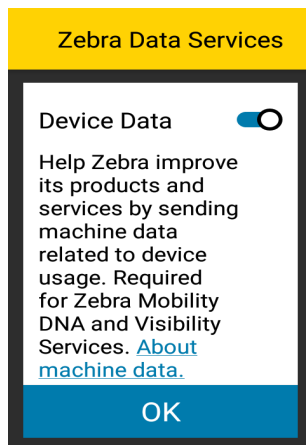 Zebra Data Services
Device Data
Help Zebra improve
its products and
services by sending
machine data
related to device
usage. Required
for Zebra Mobility
DNA and Visibility
Services. About
machine data.
OK